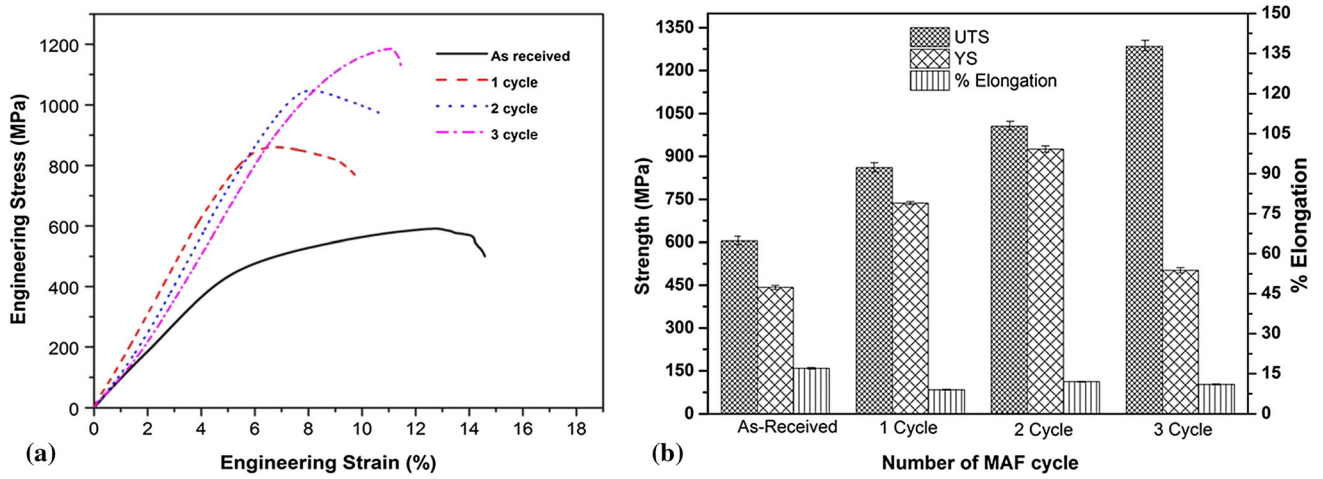 1200
1000
800
600
400
200
0
Engineering Stress (MPa)
As received
1 cycle
2 cycle
3 cycle
0 2 4 6 8 10 12 14 16 18
(a)
Engineering Strain (%)
1350
1200
1050
900
750
600
450
300
150
0
Strength (MPa)
UTS
YS
% Elongation
150
135
120
105
90
75
60
45
30
15
0
% Elongation
As-Received 1 Cycle 2 Cycle 3 Cycle
(b)
Number of MAF cycle